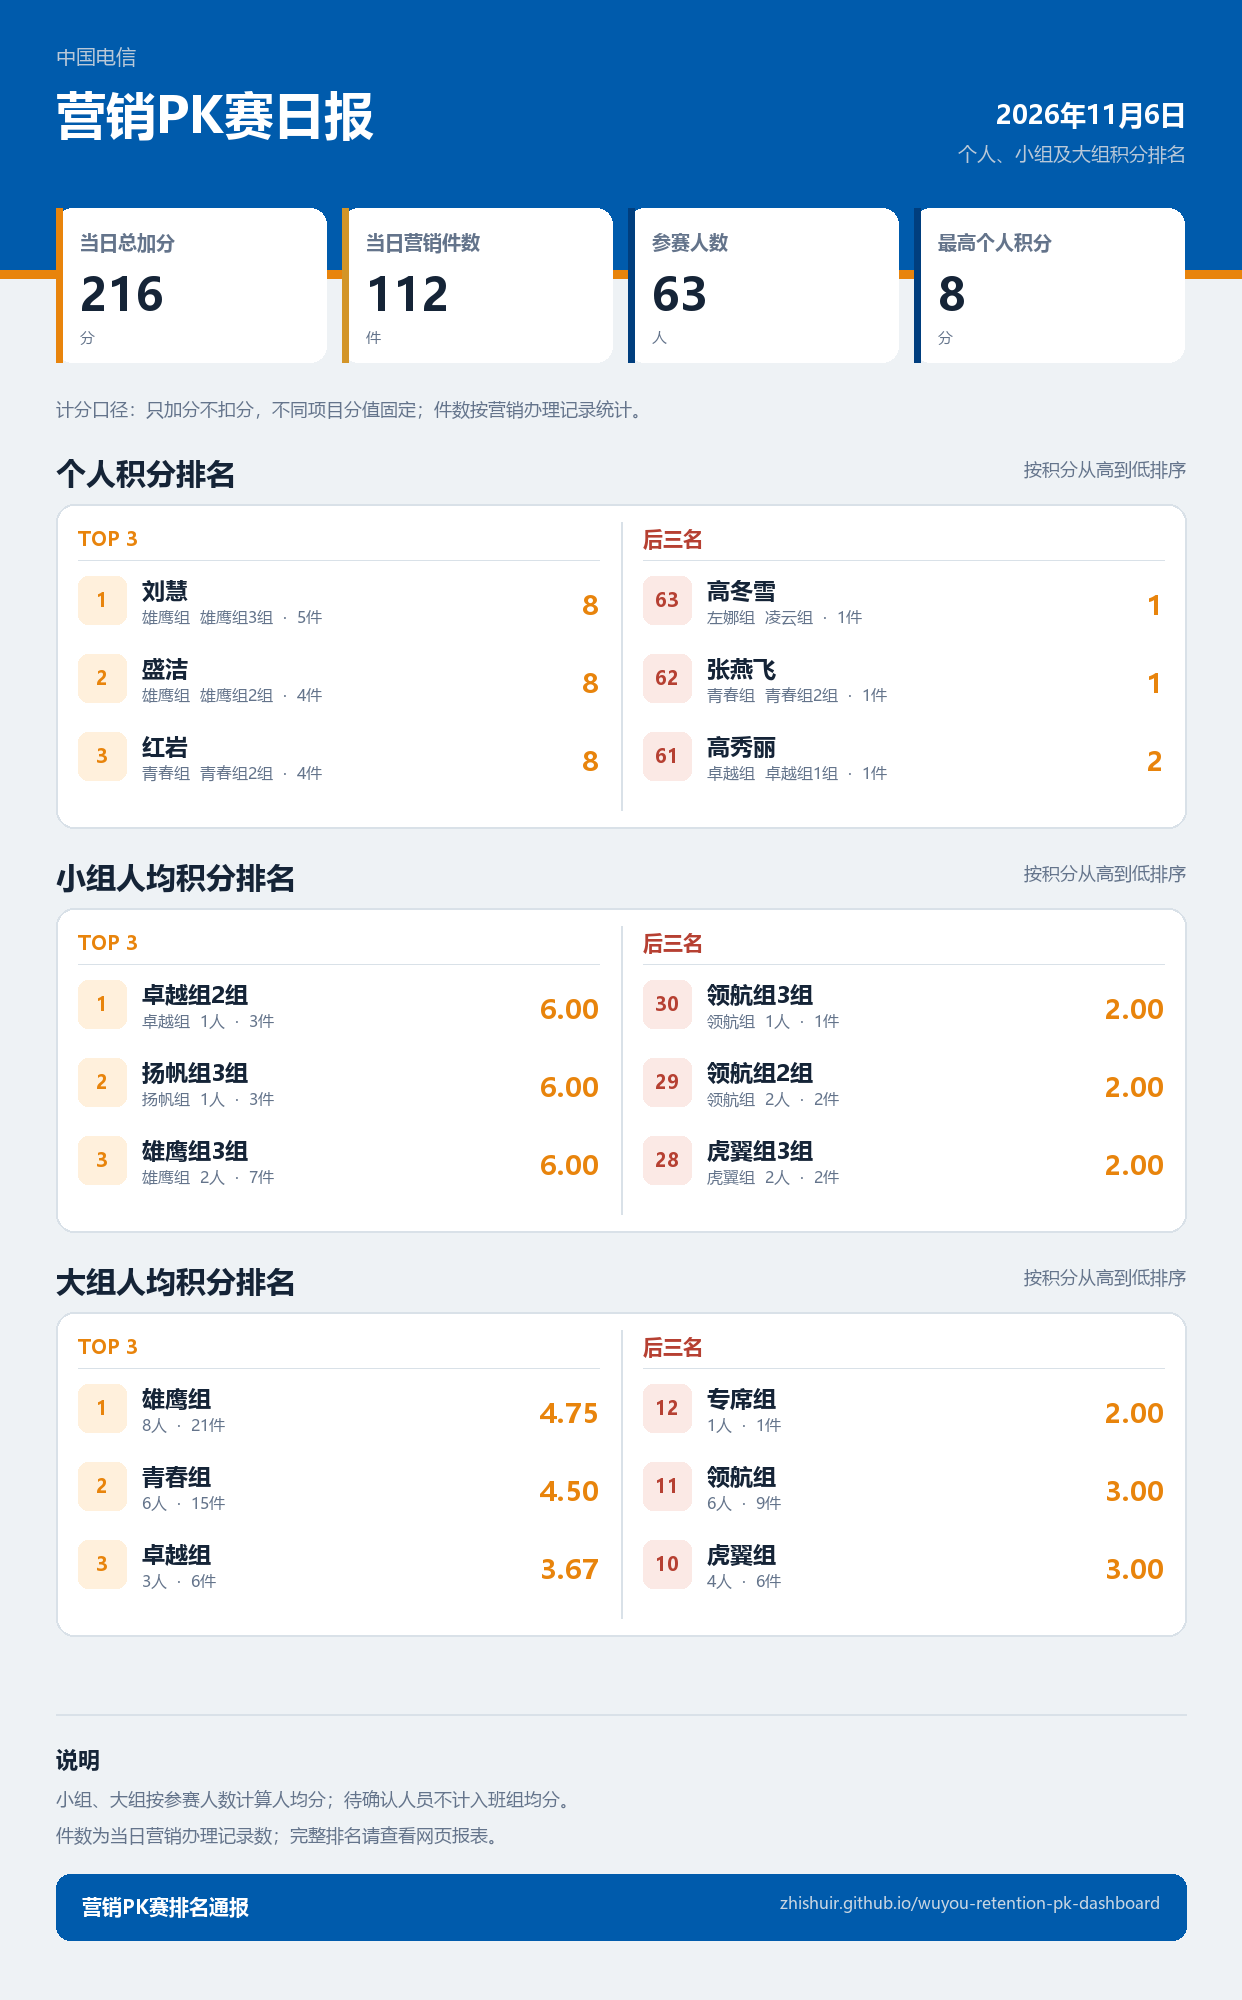 中国电信
营销PK赛日报
2026年11月6日
个人、小组及大组积分排名
当日总加分
216
分
当日营销件数
112
件
参赛人数
63
人
最高个人积分
8
分
计分口径：只加分不扣分，不同项目分值固定；件数按营销办理记录统计。
个人积分排名
按积分从高到低排序
TOP 3
1
刘慧
雄鹰组 雄鹰组3组 · 5件
8
2
盛洁
雄鹰组 雄鹰组2组 · 4件
8
3
红岩
青春组 青春组2组 · 4件
8
后三名
63
高冬雪
左娜组 凌云组 · 1件
1
62
张燕飞
青春组 青春组2组 · 1件
1
61
高秀丽
卓越组 卓越组1组 · 1件
2
小组人均积分排名
按积分从高到低排序
TOP 3
1
卓越组2组
卓越组 1人 · 3件
6.00
2
扬帆组3组
扬帆组 1人 · 3件
6.00
3
雄鹰组3组
雄鹰组 2人 · 7件
6.00
后三名
30
领航组3组
领航组 1人 · 1件
2.00
29
领航组2组
领航组 2人 · 2件
2.00
28
虎翼组3组
虎翼组 2人 · 2件
2.00
大组人均积分排名
按积分从高到低排序
TOP 3
1
雄鹰组
8人 · 21件
4.75
2
青春组
6人 · 15件
4.50
3
卓越组
3人 · 6件
3.67
后三名
12
专席组
1人 · 1件
2.00
11
领航组
6人 · 9件
3.00
10
虎翼组
4人 · 6件
3.00
说明
小组、大组按参赛人数计算人均分；待确认人员不计入班组均分。
件数为当日营销办理记录数；完整排名请查看网页报表。
营销PK赛排名通报
zhishuir.github.io/wuyou-retention-pk-dashboard